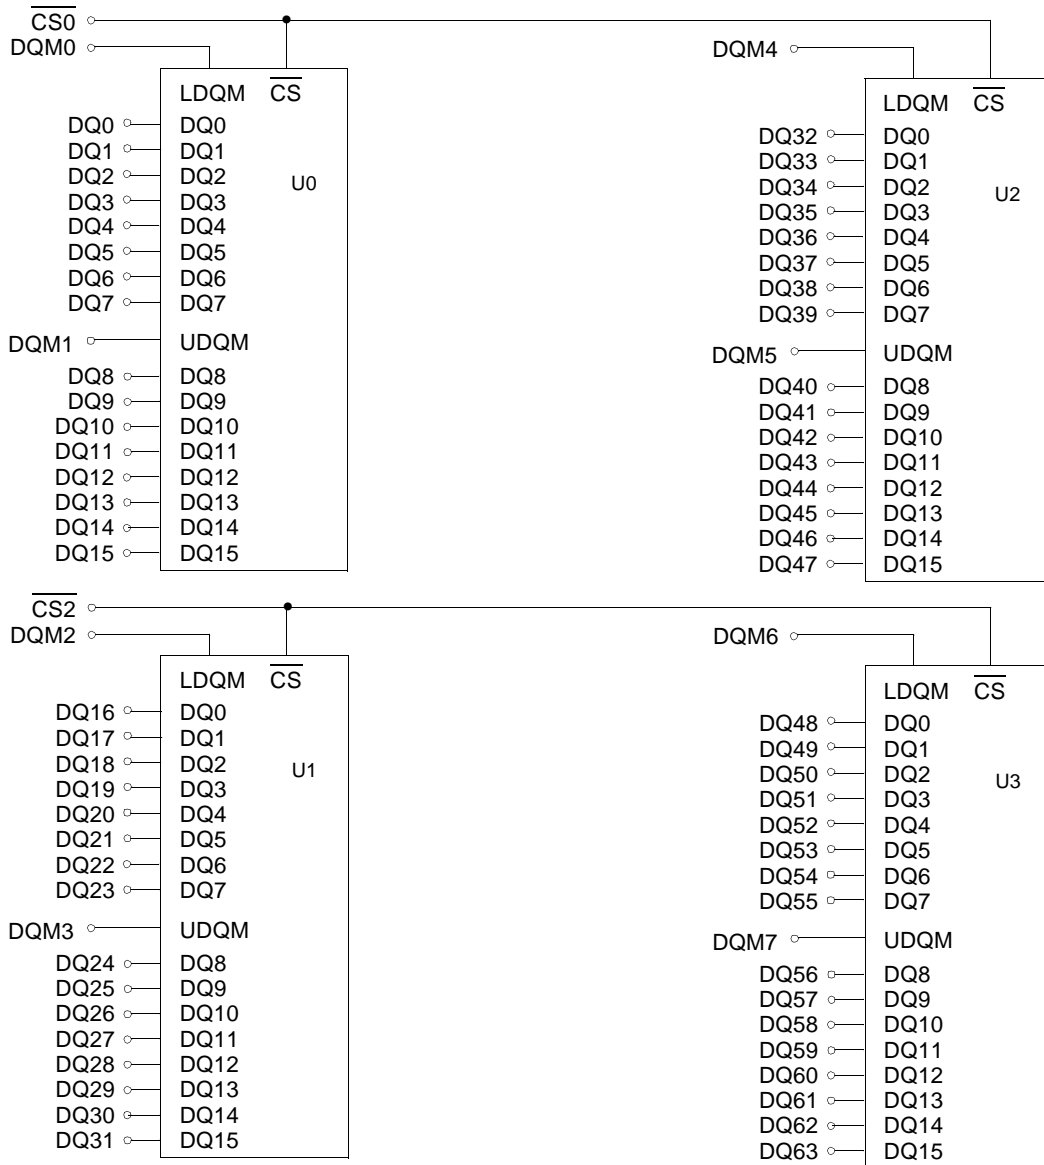 CS0
DQM0
LDQM CS
DQ0 DQ0
DQ1 DQ1
DQ2 DQ2
U0
DQ3 DQ3
DQ4 DQ4
DQ5 DQ5
DQ6 DQ6
DQ7 DQ7
DQM1 UDQM
DQ8 DQ8
DQ9 DQ9
DQ10 DQ10
DQ11 DQ11
DQ12 DQ12
DQ13 DQ13
DQ14 DQ14
DQ15 DQ15
DQM4
LDQM CS
DQ32 DQ0
DQ33 DQ1
DQ34 DQ2
U2
DQ35 DQ3
DQ36 DQ4
DQ37 DQ5
DQ38 DQ6
DQ39 DQ7
DQM5 UDQM
DQ40 DQ8
DQ41 DQ9
DQ42 DQ10
DQ43 DQ11
DQ44 DQ12
DQ45 DQ13
DQ46 DQ14
DQ47 DQ15
CS2
DQM2
LDQM CS
DQ16 DQ0
DQ17 DQ1
DQ18 DQ2
U1
DQ19 DQ3
DQ20 DQ4
DQ21 DQ5
DQ22 DQ6
DQ23 DQ7
DQM3 UDQM
DQ24 DQ8
DQ25 DQ9
DQ26 DQ10
DQ27 DQ11
DQ28 DQ12
DQ29 DQ13
DQ30 DQ14
DQ31 DQ15
DQM6
LDQM CS
DQ48 DQ0
DQ49 DQ1
DQ50 DQ2
U3
DQ51 DQ3
DQ52 DQ4
DQ53 DQ5
DQ54 DQ6
DQ55 DQ7
DQM7 UDQM
DQ56 DQ8
DQ57 DQ9
DQ58 DQ10
DQ59 DQ11
DQ60 DQ12
DQ61 DQ13
DQ62 DQ14
DQ63 DQ15